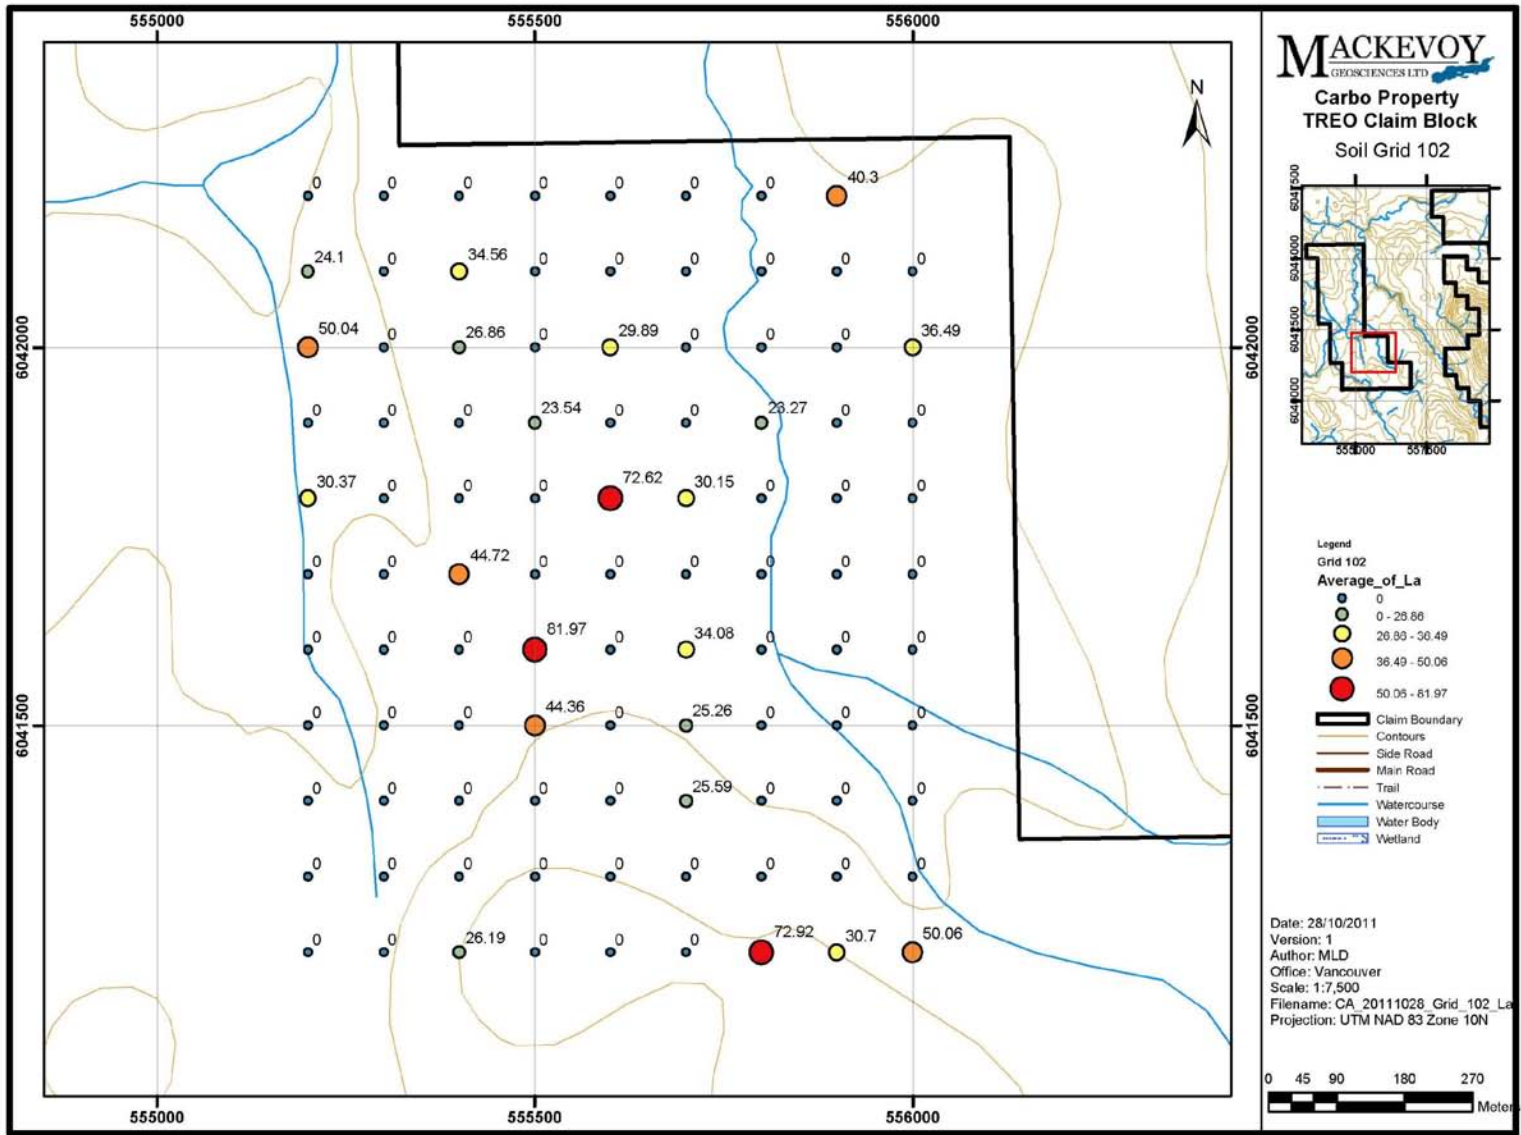 555000 555500 556000
MACKEVOY
GEOSCIENCES LTD
Carbo Property
TREO Claim Block
Soil Grid 102
N
0 0 0 0 0 0 0 40.3
24.1 0 34.56 0 0 0 0 0 0
6042000 50.04 0 26.86 0 29.89 0 0 0 36.49 6042000
0 0 0 23.54 0 0 23.27 0 0
30.37 0 0 0 72.62 30.15 0 0 0
0 0 44.72 0 0 0 0 0 0
0 0 0 81.97 0 34.08 0 0 0
6041500 0 0 0 44.36 0 25.26 0 0 0 6041500
0 0 0 0 0 25.59 0 0 0
0 0 0 0 0 0 0 0 0
0 0 26.19 0 0 0 72.92 30.7 50.06
555000 555500 556000
6047500
6045000
6042500
6040000
555000 557500
Legend
Grid 102
Average_of_La
0
0 - 26.86
26.86 - 36.49
36.49 - 50.06
50.06 - 81.97
Claim Boundary
Contours
Side Road
Main Road
Trail
Watercourse
Water Body
Wetland
Date: 28/10/2011
Version: 1
Author: MLD
Office: Vancouver
Scale: 1:7,500
Filename: CA_20111028_Grid_102_La
Projection: UTM NAD 83 Zone 10N
0 45 90 180 270
Meters